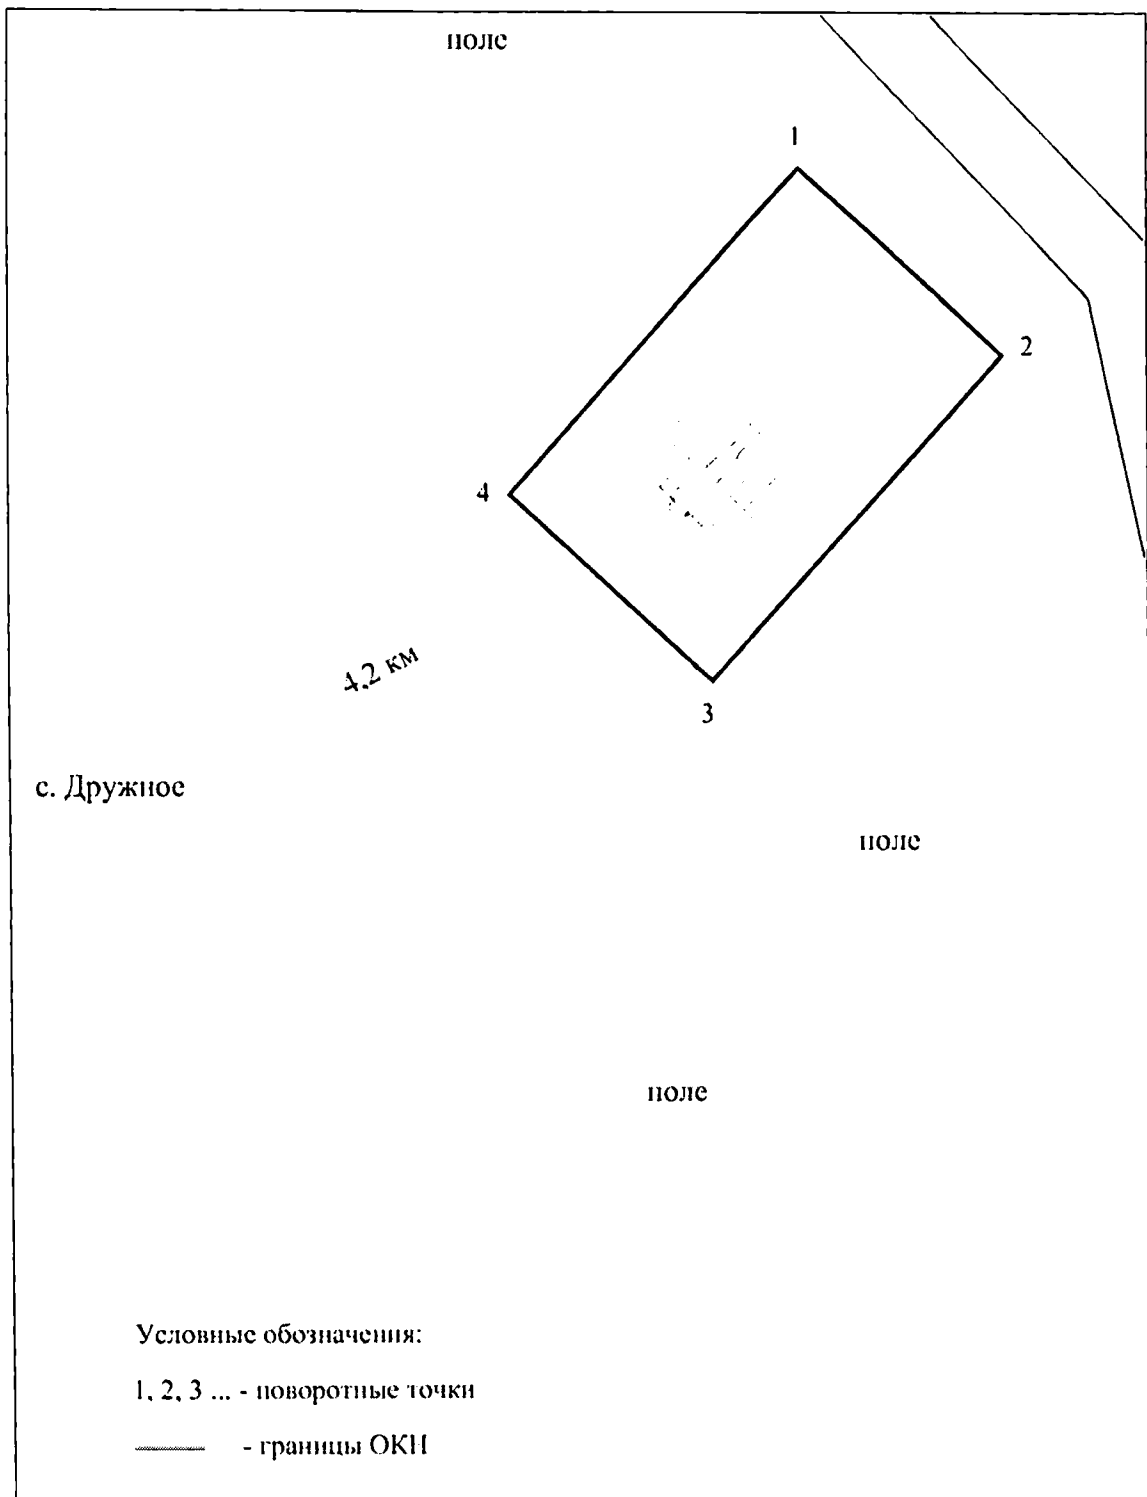 поле
1
2
4
4,2 км
3
с. Дружное
поле
поле
Условные обозначения:
1, 2, 3 ... - поворотные точки
- границы ОКН